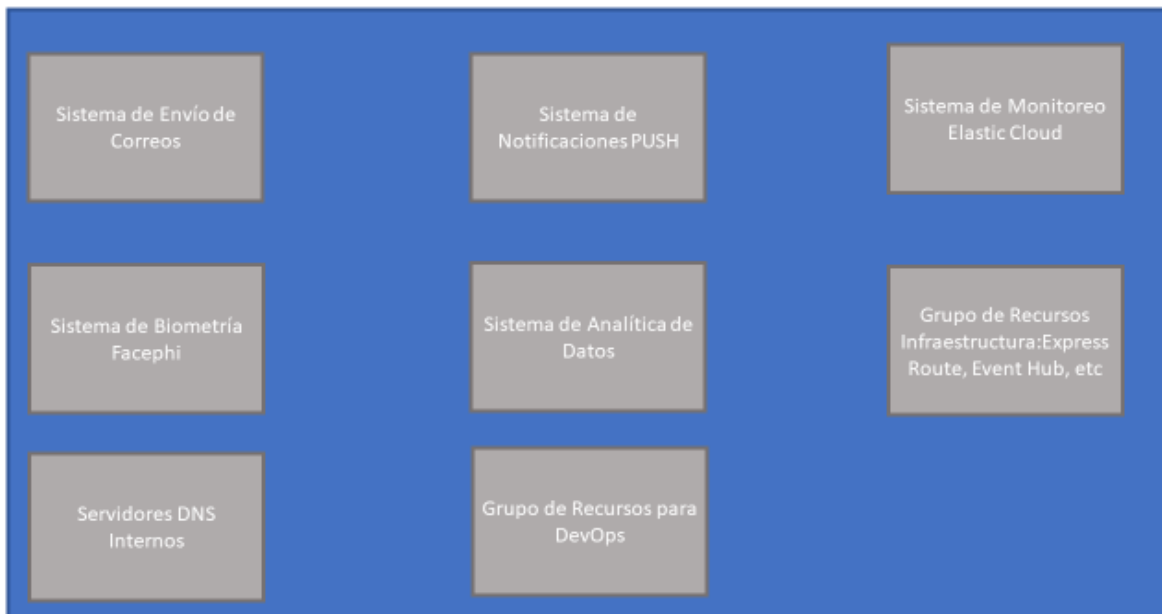 Sistema de Envío de
Correos
Sistema de
Notificaciones PUSH
Sistema de Monitoreo
Elastic Cloud
Sistema de Biometría
Facephi
Sistema de Analítica de
Datos
Grupo de Recursos
Infraestructura:Express
Route, Event Hub, etc
Servidores DNS
Internos
Grupo de Recursos para
DevOps